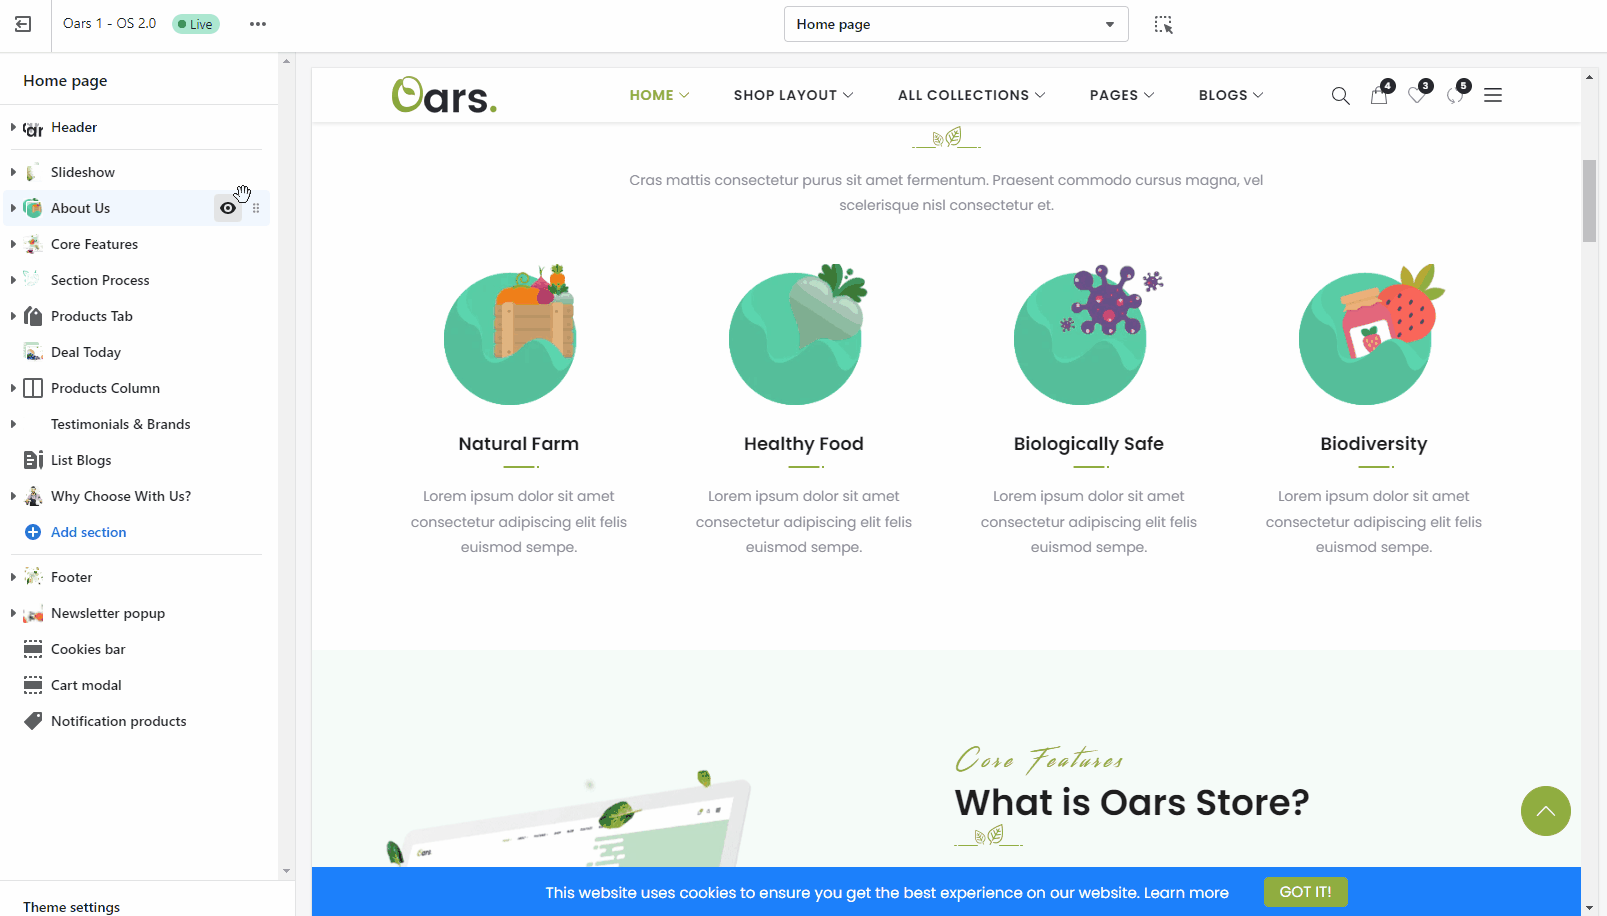 Oars 1 - OS 2.0
Live
Home page
Home page
Header
Slideshow
About Us
Core Features
Section Process
Products Tab
Deal Today
Products Column
Testimonials & Brands
List Blogs
Why Choose With Us?
Add section
Footer
Newsletter popup
Cookies bar
Cart modal
Notification products
Theme settings
Oars.
HOME
SHOP LAYOUT
ALL COLLECTIONS
PAGES
BLOGS
4
3
5
Cras mattis consectetur purus sit amet fermentum. Praesent commodo cursus magna, vel
scelerisque nisl consectetur et.
Natural Farm
Lorem ipsum dolor sit amet
consectetur adipiscing elit felis
euismod sempe.
Healthy Food
Lorem ipsum dolor sit amet
consectetur adipiscing elit felis
euismod sempe.
Biologically Safe
Lorem ipsum dolor sit amet
consectetur adipiscing elit felis
euismod sempe.
Biodiversity
Lorem ipsum dolor sit amet
consectetur adipiscing elit felis
euismod sempe.
Core Features
What is Oars Store?
Oars
This website uses cookies to ensure you get the best experience on our website. Learn more
GOT IT!